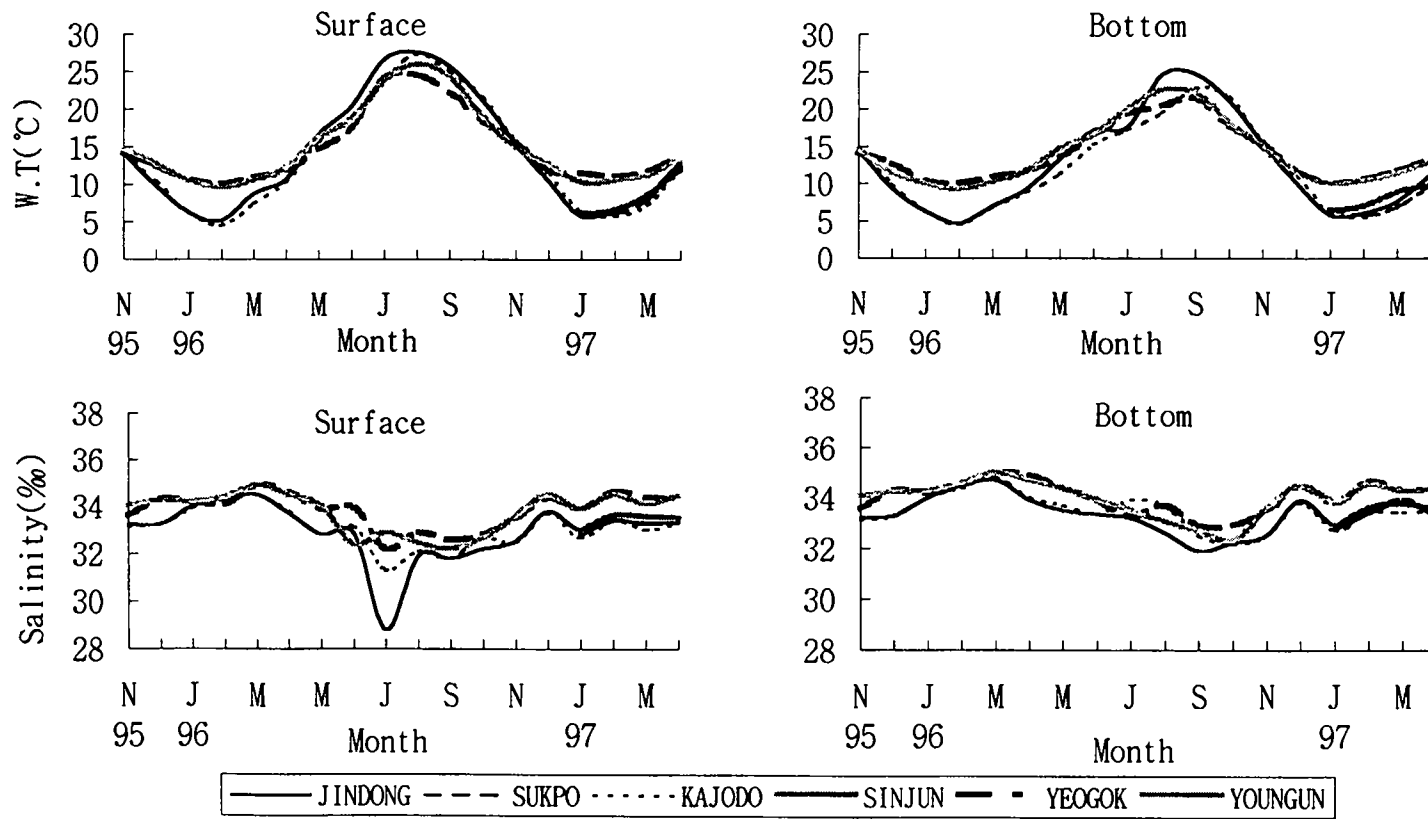 Surface
Bottom
W.T(℃)
30
25
20
15
10
5
0
30
25
20
15
10
5
0
N J M M J S N J M
95 96 97
Month
N J M M J S N J M
95 96 97
Month
Surface
Bottom
Salinity(‰)
38
36
34
32
30
28
38
36
34
32
30
28
N J M M J S N J M
95 96 97
Month
N J M M J S N J M
95 96 97
Month
JINDONG SUKPO KAJODO SINJUN YEOGOK YOUNGUN